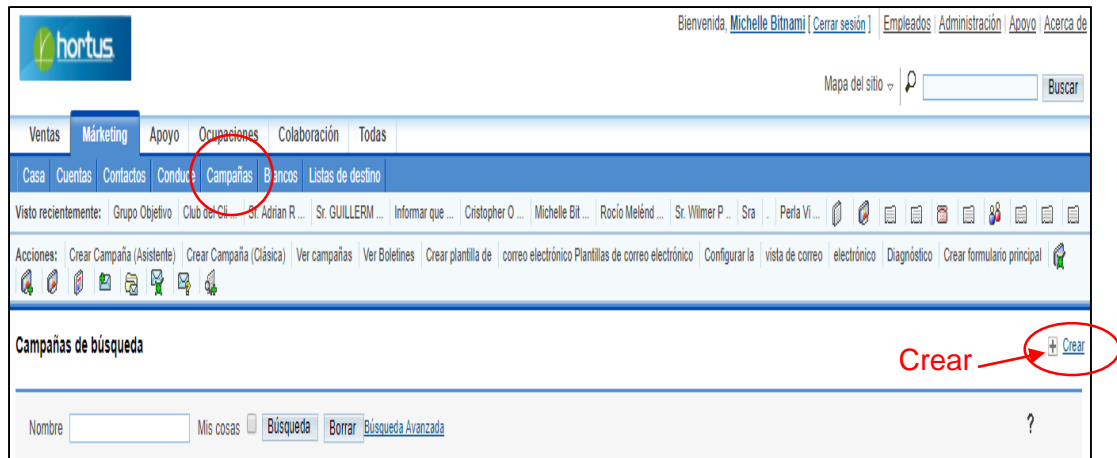 hortus
Bienvenida, Michelle Bitnami [ Cerrar sesión ] Empleados | Administración | Apoyo | Acerca de
Mapa del sitio Buscar
Ventas Márketing Apoyo Ocupaciones Colaboración Todas
Casa Cuentas Contactos Conduce Campañas Blancos Listas de destino
Visto recientemente: Grupo Objetivo Club del Cli ... Sr. Adrian R ... Sr. GUILLERM ... Informar que ... Cristopher O ... Michelle Bit ... Rocío Melénd ... Sr. Wilmer P .. Sra . Perla Vi ...
Acciones: Crear Campaña (Asistente) Crear Campaña (Clásica) Ver campañas Ver Boletines Crear plantilla de correo electrónico Plantillas de correo electrónico Configurar la vista de correo electrónico Diagnóstico Crear formulario principal
Campañas de búsqueda
Crear
+ Crear
Nombre Mis cosas Búsqueda Borrar Búsqueda Avanzada ?